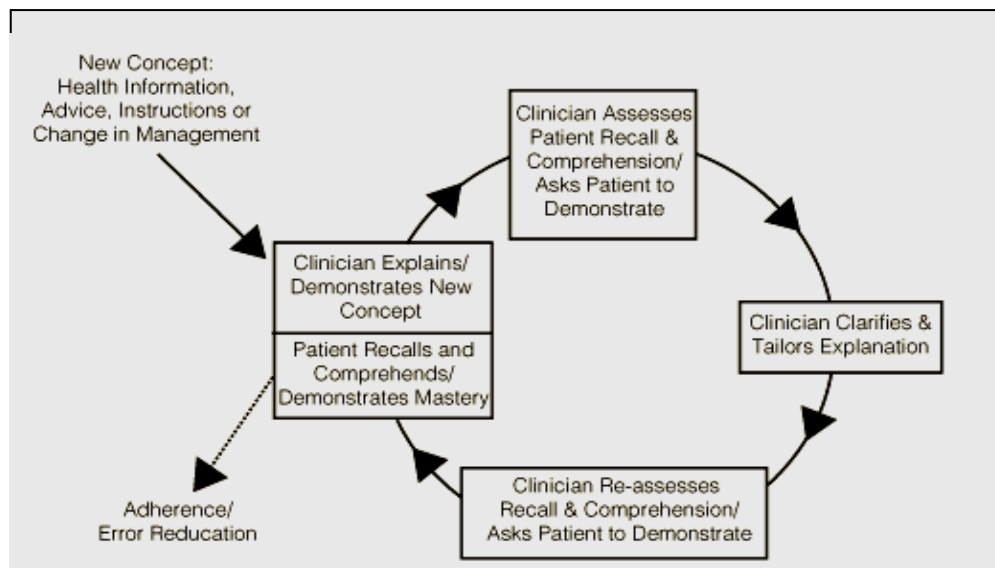 New Concept:
Health Information,
Advice, Instructions or
Change in Management
Clinician Explains/
Demonstrates New
Concept
Clinician Assesses
Patient Recall &
Comprehension/
Asks Patient to
Demonstrate
Clinician Clarifies &
Tailors Explanation
Clinician Re-assesses
Recall & Comprehension/
Asks Patient to Demonstrate
Patient Recalls and
Comprehends/
Demonstrates Mastery
Adherence/
Error Reducation